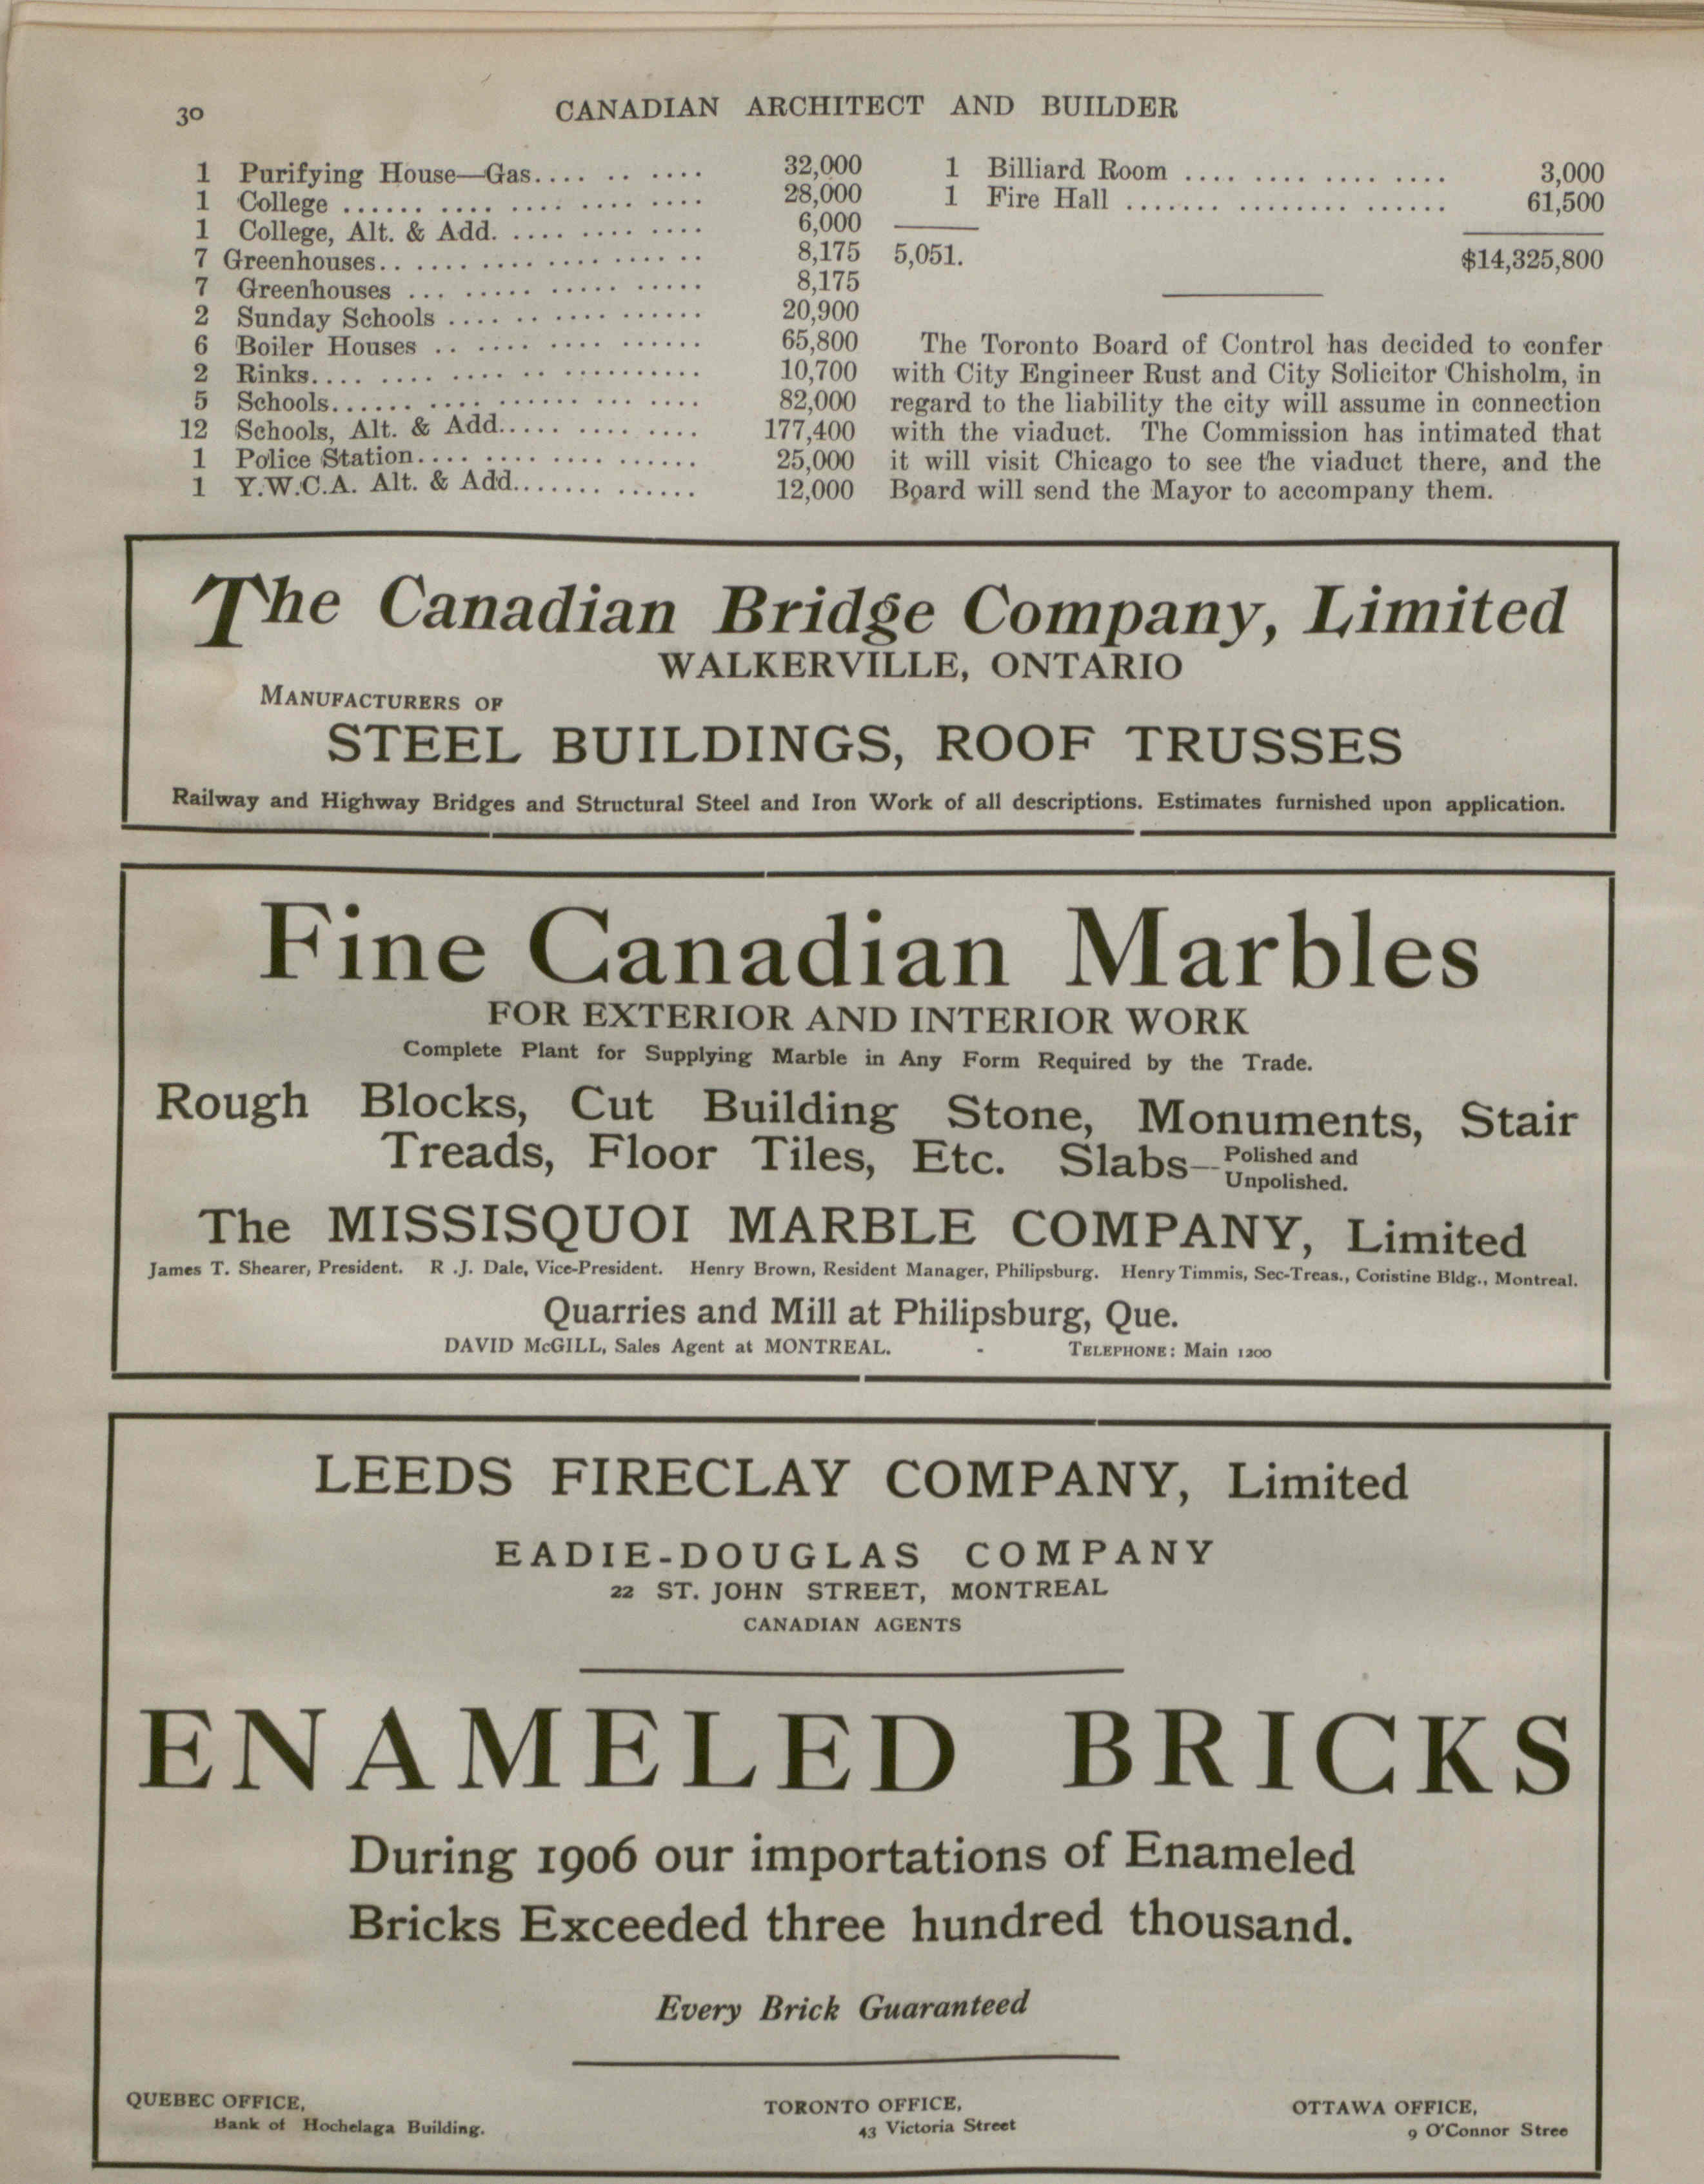 30
CANADIAN ARCHITECT AND BUILDER
1 Purifying House—Gas.... .. .... 32,000
1 College ...... .... .... .... .... 28,000
1 College, Alt. & Add. .... .... .... 6,000
7 Greenhouses.. .... .... .... .... .. 8,175
7 Greenhouses ... ..... ..... ..... 8,175
2 Sunday Schools .... .. .... ...... 20,900
6 Boiler Houses .. .... .... ...... 65,800
2 Rinks.... .... .... .. .......... 10,700
5 Schools...... .... ...... ... .... 82,000
12 Schools, Alt. & Add..... .... .... 177,400
1 Police Station.... .... .... ...... 25,000
1 Y.W.C.A. Alt. & Add....... ...... 12,000
1 Billiard Room .... .... .... .... 3,000
1 Fire Hall ....... ........ ...... 61,500
5,051. $14,325,800
The Toronto Board of Control has decided to confer
with City Engineer Rust and City Solicitor Chisholm, in
regard to the liability the city will assume in connection
with the viaduct. The Commission has intimated that
it will visit Chicago to see the viaduct there, and the
Board will send the Mayor to accompany them.
The Canadian Bridge Company, Limited
WALKERVILLE, ONTARIO
MANUFACTURERS OF
STEEL BUILDINGS, ROOF TRUSSES
Railway and Highway Bridges and Structural Steel and Iron Work of all descriptions. Estimates furnished upon application.
Fine Canadian Marbles
FOR EXTERIOR AND INTERIOR WORK
Complete Plant for Supplying Marble in Any Form Required by the Trade.
Rough Blocks, Cut Building Stone, Monuments, Stair
Treads, Floor Tiles, Etc. Slabs—Polished and
Unpolished.
The MISSISQUOI MARBLE COMPANY, Limited
James T. Shearer, President. R .J. Dale, Vice-President. Henry Brown, Resident Manager, Philipsburg. Henry Timmis, Sec-Treas., Coristine Bldg., Montreal.
Quarries and Mill at Philipsburg, Que.
DAVID McGILL, Sales Agent at MONTREAL. - TELEPHONE: Main 1200
LEEDS FIRECLAY COMPANY, Limited
EADIE-DOUGLAS COMPANY
22 ST. JOHN STREET, MONTREAL
CANADIAN AGENTS
ENAMELED BRICKS
During 1906 our importations of Enameled
Bricks Exceeded three hundred thousand.
Every Brick Guaranteed
QUEBEC OFFICE,
Bank of Hochelaga Building.
TORONTO OFFICE,
43 Victoria Street
OTTAWA OFFICE,
9 O'Connor Stree